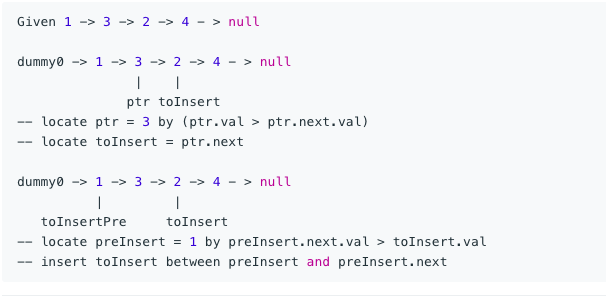 Given 1 -> 3 -> 2 -> 4 - > null
dummy0 -> 1 -> 3 -> 2 -> 4 - > null
| |
ptr toInsert
-- locate ptr = 3 by (ptr.val > ptr.next.val)
-- locate toInsert = ptr.next
dummy0 -> 1 -> 3 -> 2 -> 4 - > null
| |
toInsertPre toInsert
-- locate preInsert = 1 by preInsert.next.val > toInsert.val
-- insert toInsert between preInsert and preInsert.next